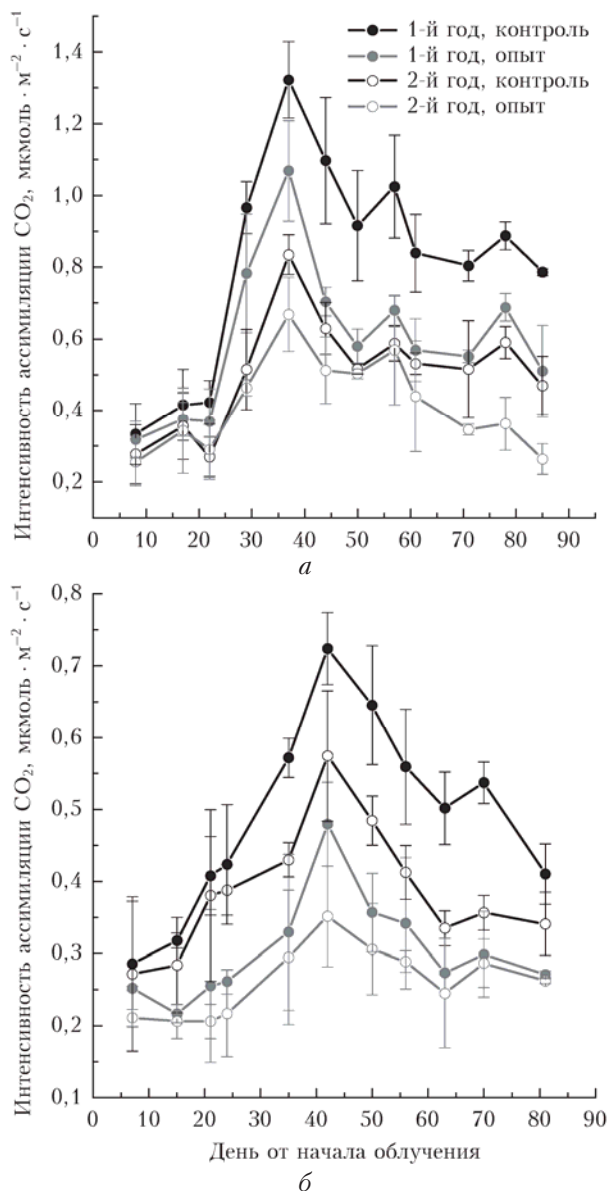 Интенсивность ассимиляции CO₂, мкмоль · м⁻² · с⁻¹
1-й год, контроль
1-й год, опыт
2-й год, контроль
2-й год, опыт
1,4
1,2
1,0
0,8
0,6
0,4
0,2
0 10 20 30 40 50 60 70 80 90
а
Интенсивность ассимиляции CO₂, мкмоль · м⁻² · с⁻¹
0,8
0,7
0,6
0,5
0,4
0,3
0,2
0,1
0 10 20 30 40 50 60 70 80 90
День от начала облучения
б